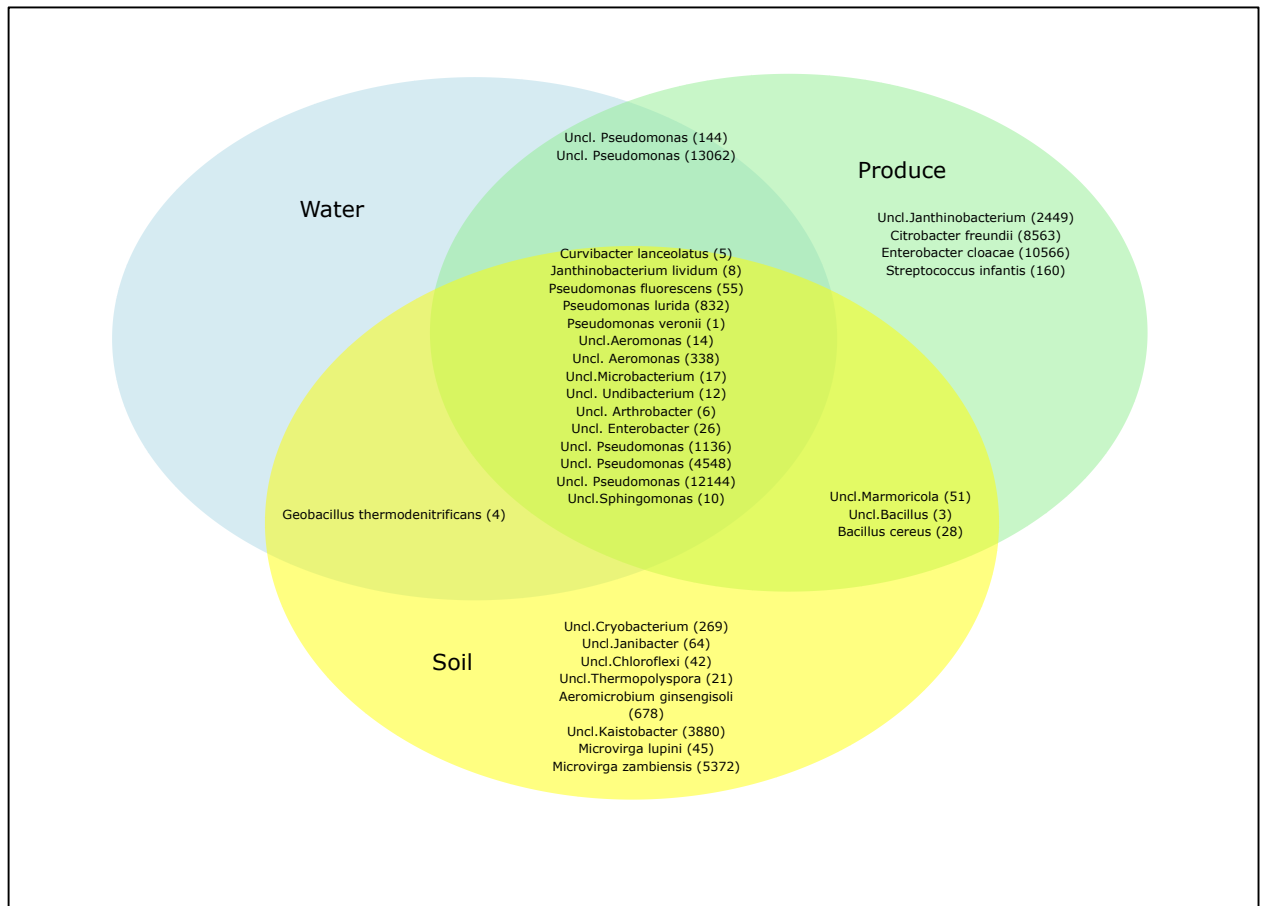 Uncl. Pseudomonas (144)
Uncl. Pseudomonas (13062)
Produce
Water
Uncl.Janthinobacterium (2449)
Citrobacter freundii (8563)
Enterobacter cloacae (10566)
Streptococcus infantis (160)
Curvibacter lanceolatus (5)
Janthinobacterium lividum (8)
Pseudomonas fluorescens (55)
Pseudomonas lurida (832)
Pseudomonas veronii (1)
Uncl.Aeromonas (14)
Uncl. Aeromonas (338)
Uncl.Microbacterium (17)
Uncl. Undibacterium (12)
Uncl. Arthrobacter (6)
Uncl. Enterobacter (26)
Uncl. Pseudomonas (1136)
Uncl. Pseudomonas (4548)
Uncl. Pseudomonas (12144)
Uncl.Sphingomonas (10)
Geobacillus thermodenitrificans (4)
Uncl.Marmoricola (51)
Uncl.Bacillus (3)
Bacillus cereus (28)
Soil
Uncl.Cryobacterium (269)
Uncl.Janibacter (64)
Uncl.Chloroflexi (42)
Uncl.Thermopolyspora (21)
Aeromicrobium ginsengisoli
(678)
Uncl.Kaistobacter (3880)
Microvirga lupini (45)
Microvirga zambiensis (5372)